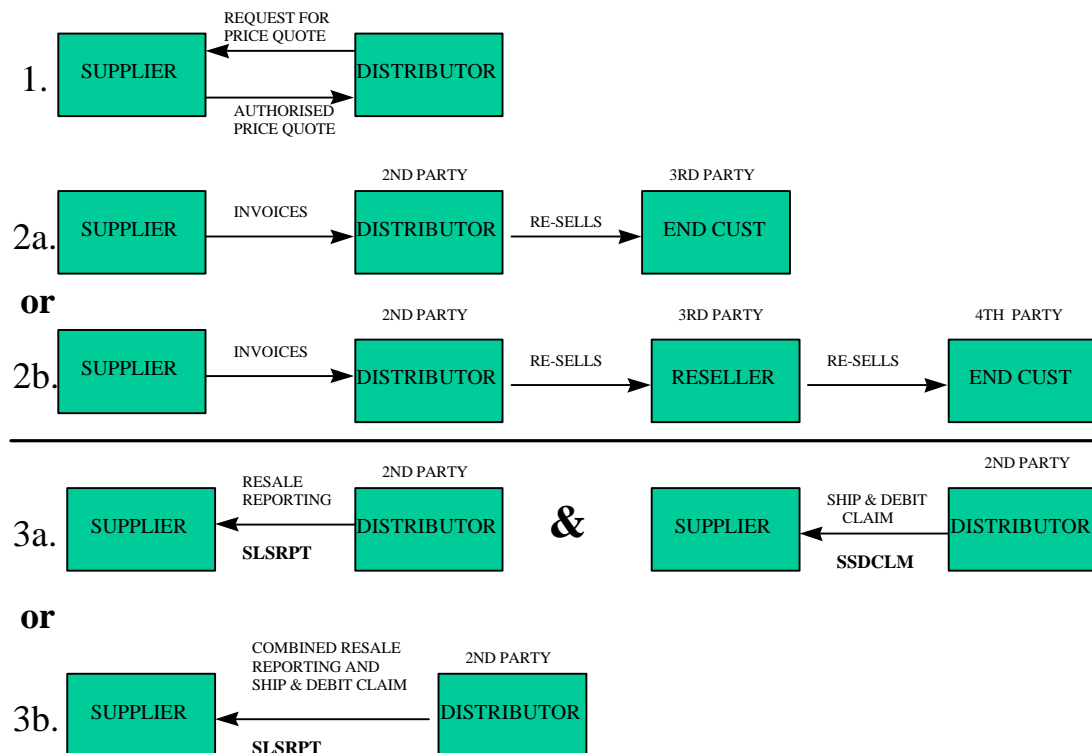 REQUEST FOR
PRICE QUOTE
1.
SUPPLIER
DISTRIBUTOR
AUTHORISED
PRICE QUOTE
2ND PARTY
3RD PARTY
2a.
SUPPLIER
INVOICES
DISTRIBUTOR
RE-SELLS
END CUST
or
2ND PARTY
3RD PARTY
4TH PARTY
2b.
SUPPLIER
INVOICES
DISTRIBUTOR
RE-SELLS
RESELLER
RE-SELLS
END CUST
3a.
SUPPLIER
RESALE
REPORTING
SLSRPT
2ND PARTY
DISTRIBUTOR
&
SUPPLIER
SHIP & DEBIT
CLAIM
SSDCLM
2ND PARTY
DISTRIBUTOR
or
3b.
SUPPLIER
COMBINED RESALE
REPORTING AND
SHIP & DEBIT CLAIM
SLSRPT
2ND PARTY
DISTRIBUTOR